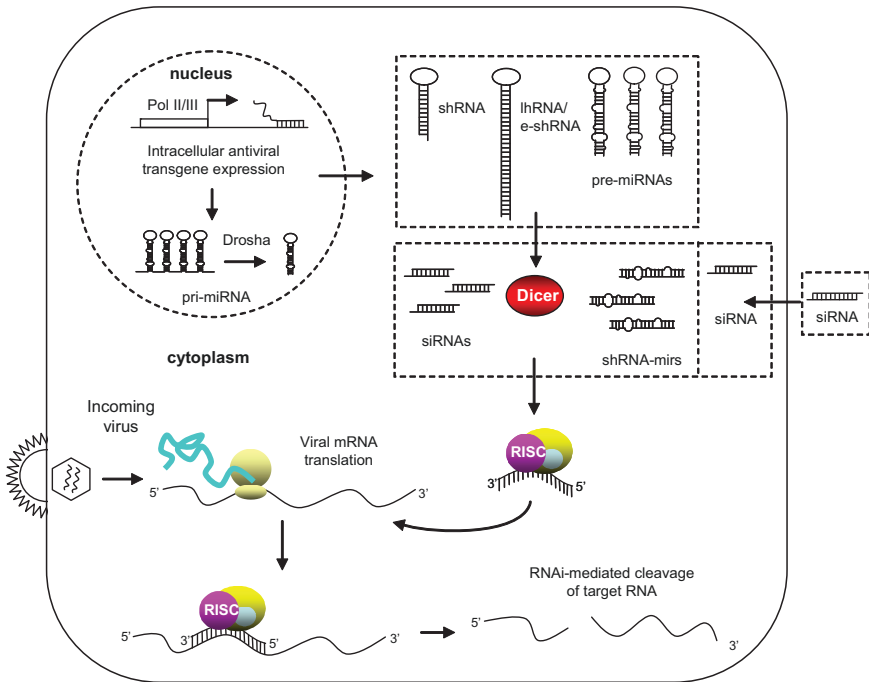 nucleus
Pol II/III
Intracellular antiviral
transgene expression
Drosha
pri-miRNA
shRNA
lhRNA/
e-shRNA
pre-miRNAs
Dicer
siRNAs
shRNA-mirs
siRNA
siRNA
cytoplasm
Incoming
virus
Viral mRNA
translation
5’
3’
RISC
3’
5’
RNAi-mediated cleavage
of target RNA
RISC
5’
3’
5’
3’
5’
3’